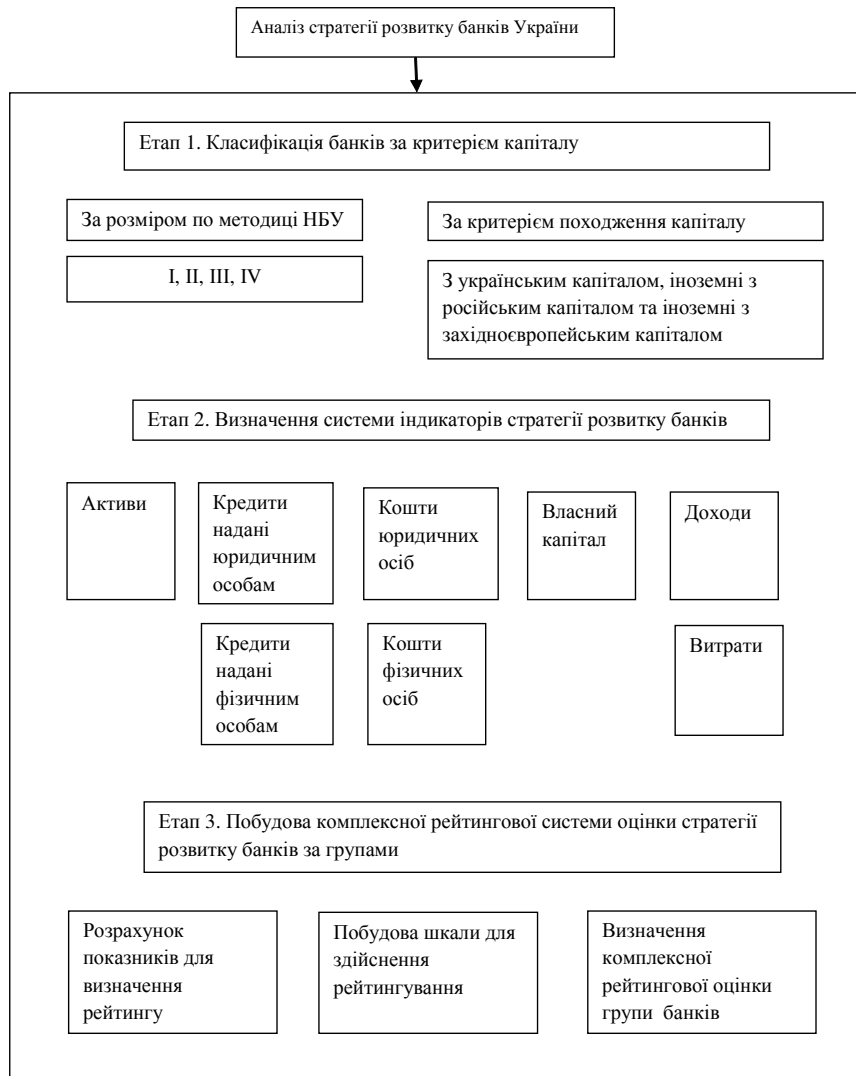 Аналіз стратегії розвитку банків України
Етап 1. Класифікація банків за критерієм капіталу
За розміром по методиці НБУ
I, II, III, IV
За критерієм походження капіталу
З українським капіталом, іноземні з
російським капіталом та іноземні з
західноєвропейським капіталом
Етап 2. Визначення системи індикаторів стратегії розвитку банків
Активи
Кредити
надані
юридичним
особам
Кошти
юридичних
осіб
Власний
капітал
Доходи
Кредити
надані
фізичним
особам
Кошти
фізичних
осіб
Витрати
Етап 3. Побудова комплексної рейтингової системи оцінки стратегії
розвитку банків за групами
Розрахунок
показників для
визначення
рейтингу
Побудова шкали для
здійснення
рейтингування
Визначення
комплексної
рейтингової оцінки
групи банків